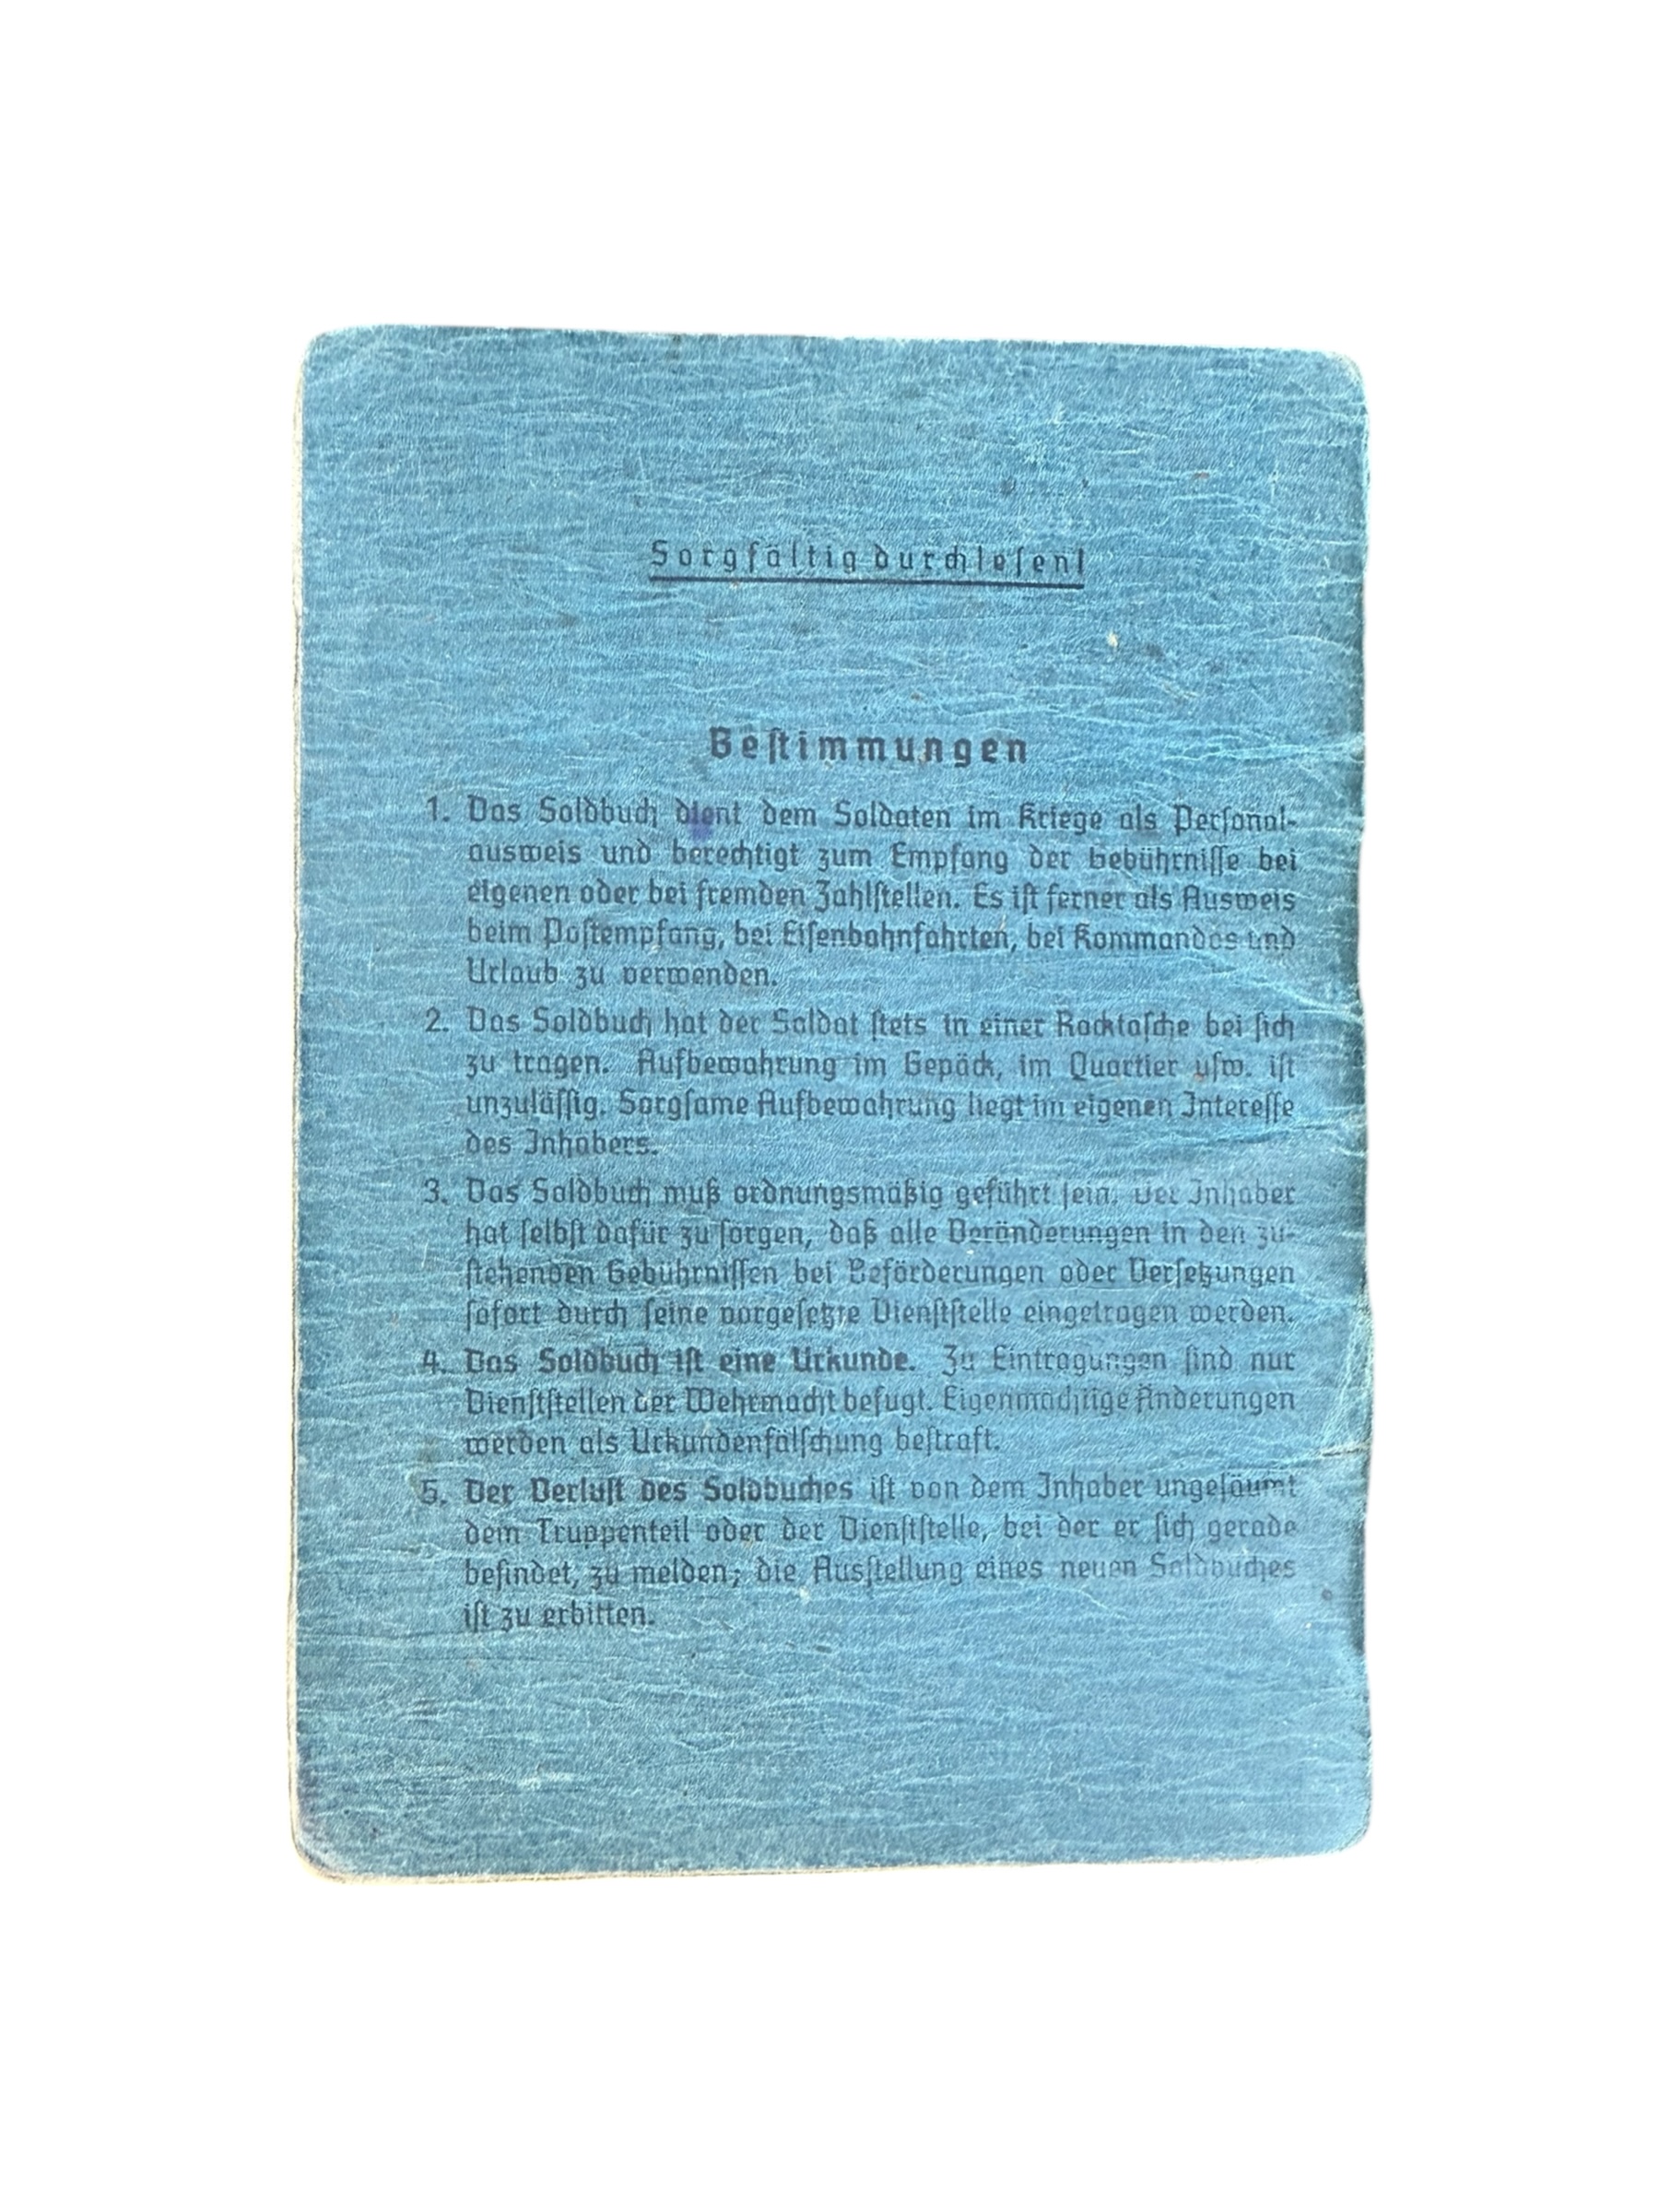 Sorgfältig durchlesen!
Bestimmungen
1. Das Soldbuch dient dem Soldaten im Kriege als Personal-
ausweis und berechtigt zum Empfang der Gebührnisse bei
eigenen oder bei fremden Zahlstellen. Es ist ferner als Ausweis
beim Postempfang, bei Eisenbahnfahrten, bei Kommandos und
Urlaub zu verwenden.
2. Das Soldbuch hat der Soldat stets in einer Rocktasche bei sich
zu tragen. Aufbewahrung im Gepäck, im Quartier usw. ist
unzulässig. Sorgsame Aufbewahrung liegt im eigenen Interesse
des Inhabers.
3. Das Soldbuch muß ordnungsmäßig geführt sein. Der Inhaber
hat selbst dafür zu sorgen, daß alle Veränderungen in den zu-
stehenden Gebührnissen bei Beförderungen oder Versetzungen
sofort durch seine vorgesetzte Dienststelle eingetragen werden.
4. Das Soldbuch ist eine Urkunde. Zu Eintragungen sind nur
Dienststellen der Wehrmacht befugt. Eigenmächtige Änderungen
werden als Urkundenfälschung bestraft.
5. Der Verlust des Soldbuches ist von dem Inhaber ungesäumt
dem Truppenteil oder der Dienststelle, bei der er sich gerade
befindet, zu melden; die Ausstellung eines neuen Soldbuches
ist zu erbitten.